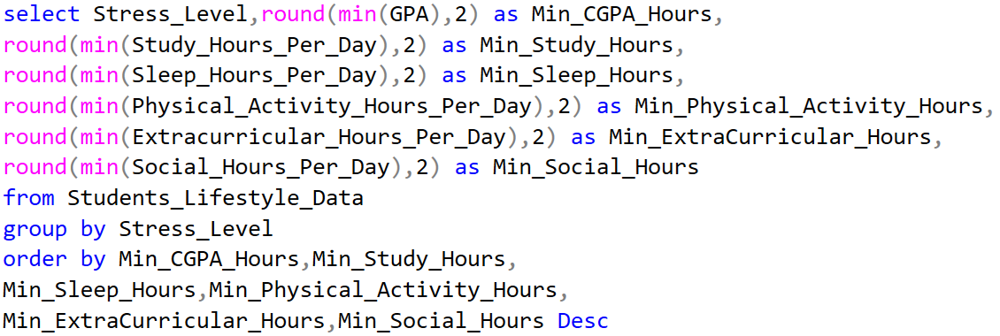 select Stress_Level,round(min(GPA),2) as Min_CGPA_Hours,
round(min(Study_Hours_Per_Day),2) as Min_Study_Hours,
round(min(Sleep_Hours_Per_Day),2) as Min_Sleep_Hours,
round(min(Physical_Activity_Hours_Per_Day),2) as Min_Physical_Activity_Hours,
round(min(Extracurricular_Hours_Per_Day),2) as Min_ExtraCurricular_Hours,
round(min(Social_Hours_Per_Day),2) as Min_Social_Hours
from Students_Lifestyle_Data
group by Stress_Level
order by Min_CGPA_Hours,Min_Study_Hours,
Min_Sleep_Hours,Min_Physical_Activity_Hours,
Min_ExtraCurricular_Hours,Min_Social_Hours Desc